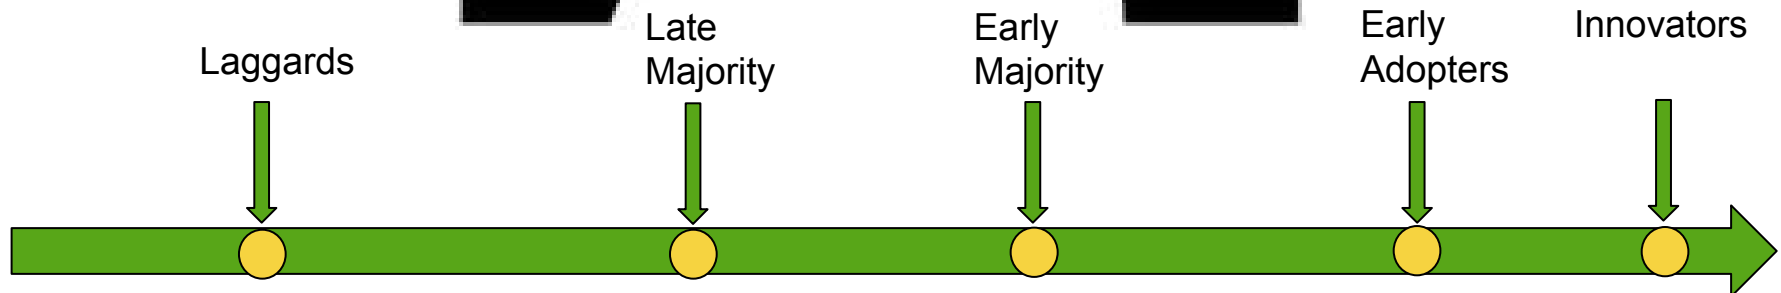 Laggards
Late
Majority
Early
Majority
Early
Adopters
Innovators